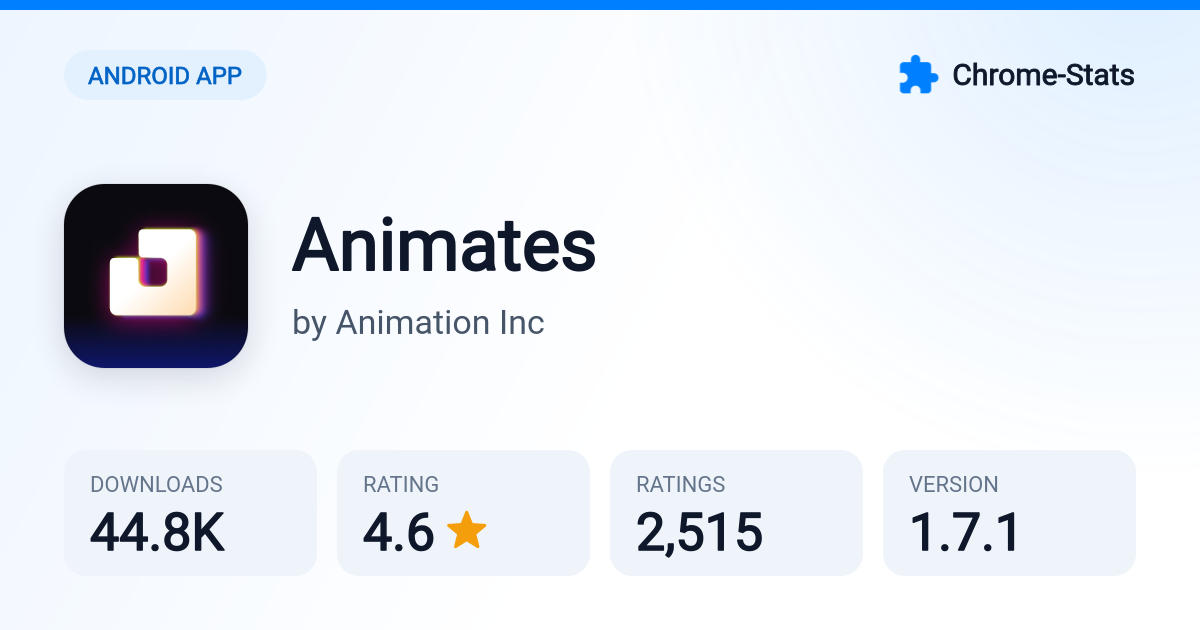 ANDROID APP
Chrome-Stats
Animates
by Animation Inc
DOWNLOADS
44.8K
RATING
4.6
RATINGS
2,515
VERSION
1.7.1